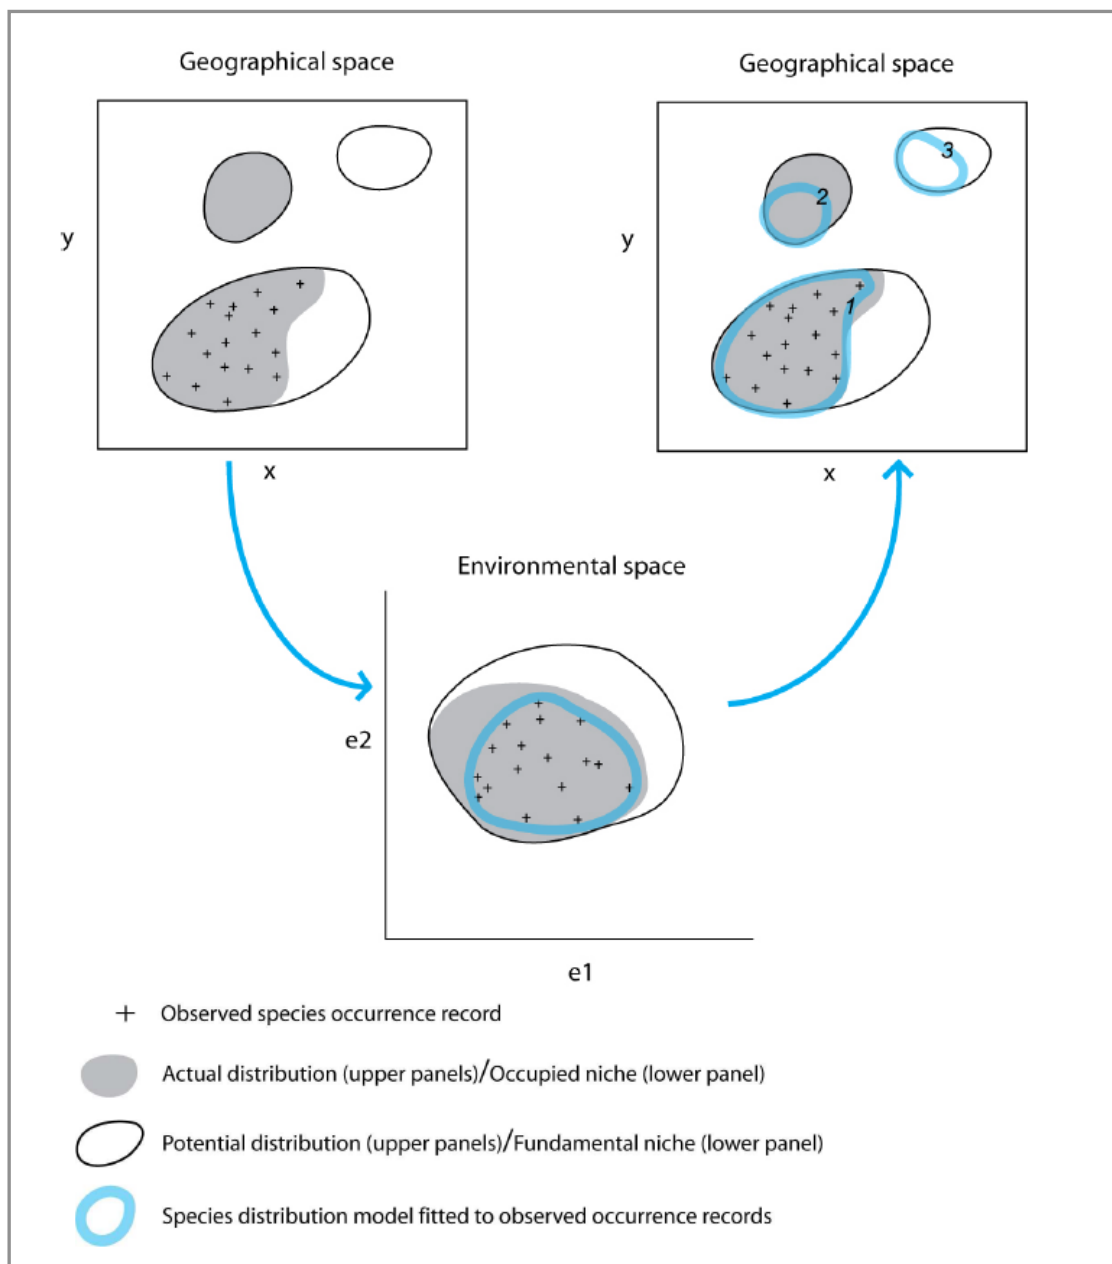 Geographical space
Geographical space
y
x
y
1
2
3
x
Environmental space
e2
e1
+ Observed species occurrence record
Actual distribution (upper panels)/Occupied niche (lower panel)
Potential distribution (upper panels)/Fundamental niche (lower panel)
Species distribution model fitted to observed occurrence records